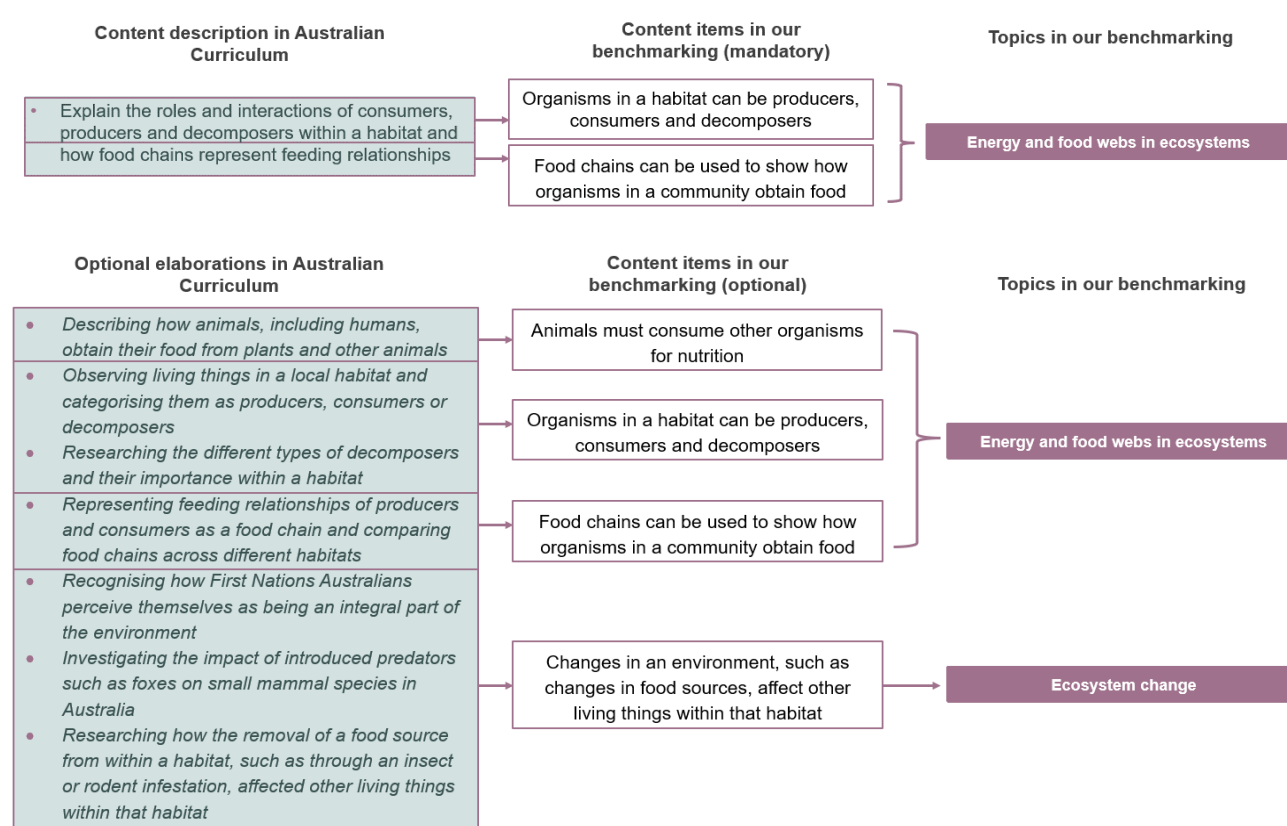 Content description in Australian
Curriculum
Content items in our
benchmarking (mandatory)
Topics in our benchmarking
• Explain the roles and interactions of consumers,
producers and decomposers within a habitat and
how food chains represent feeding relationships
Organisms in a habitat can be producers,
consumers and decomposers
Food chains can be used to show how
organisms in a community obtain food
Energy and food webs in ecosystems
Optional elaborations in Australian
Curriculum
Content items in our
benchmarking (optional)
Topics in our benchmarking
• Describing how animals, including humans,
obtain their food from plants and other animals
• Observing living things in a local habitat and
categorising them as producers, consumers or
decomposers
• Researching the different types of decomposers
and their importance within a habitat
• Representing feeding relationships of producers
and consumers as a food chain and comparing
food chains across different habitats
• Recognising how First Nations Australians
perceive themselves as being an integral part of
the environment
• Investigating the impact of introduced predators
such as foxes on small mammal species in
Australia
• Researching how the removal of a food source
from within a habitat, such as through an insect
or rodent infestation, affected other living things
within that habitat
Animals must consume other organisms
for nutrition
Organisms in a habitat can be producers,
consumers and decomposers
Food chains can be used to show how
organisms in a community obtain food
Changes in an environment, such as
changes in food sources, affect other
living things within that habitat
Energy and food webs in ecosystems
Ecosystem change